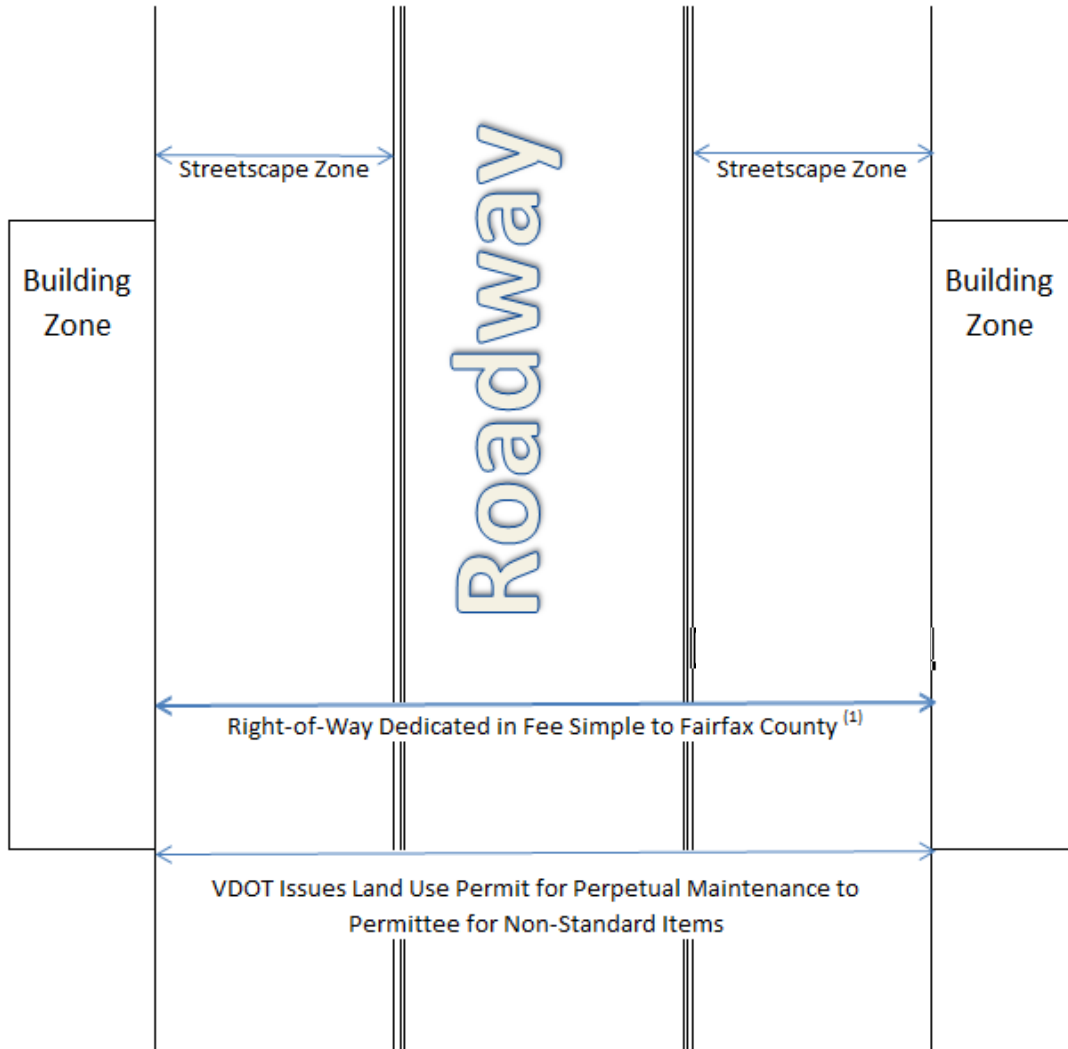 Streetscape Zone
Streetscape Zone
Building
Zone
Roadway
Building
Zone
Right-of-Way Dedicated in Fee Simple to Fairfax County (1)
VDOT Issues Land Use Permit for Perpetual Maintenance to
Permittee for Non-Standard Items